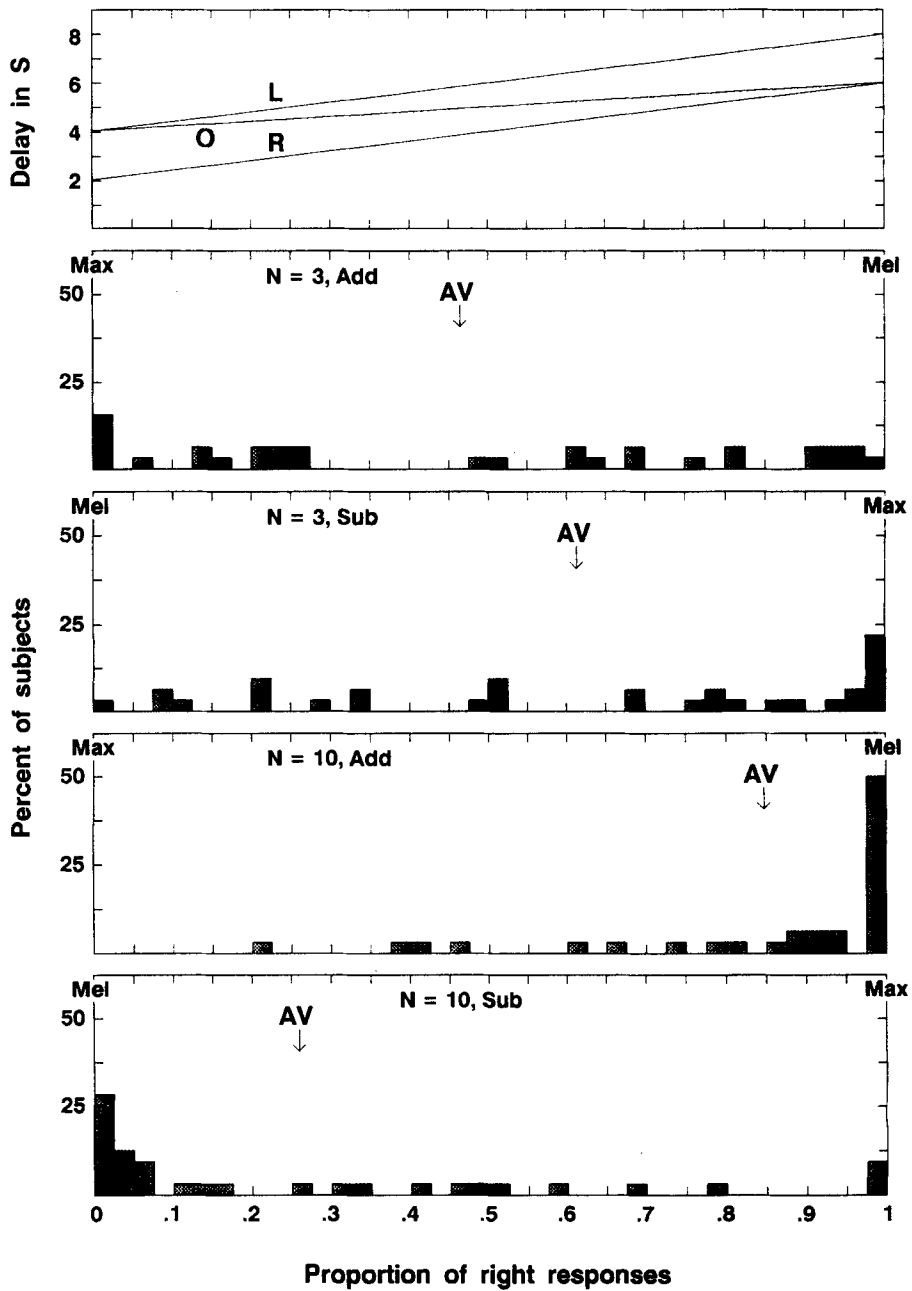 Delay in S
8
6
4
2
L
O
R
Percent of subjects
Max
Mel
N = 3, Add
AV
50
25
Mel
Max
N = 3, Sub
AV
50
25
Max
Mel
N = 10, Add
AV
50
25
Mel
Max
N = 10, Sub
AV
50
25
0 .1 .2 .3 .4 .5 .6 .7 .8 .9 1
Proportion of right responses